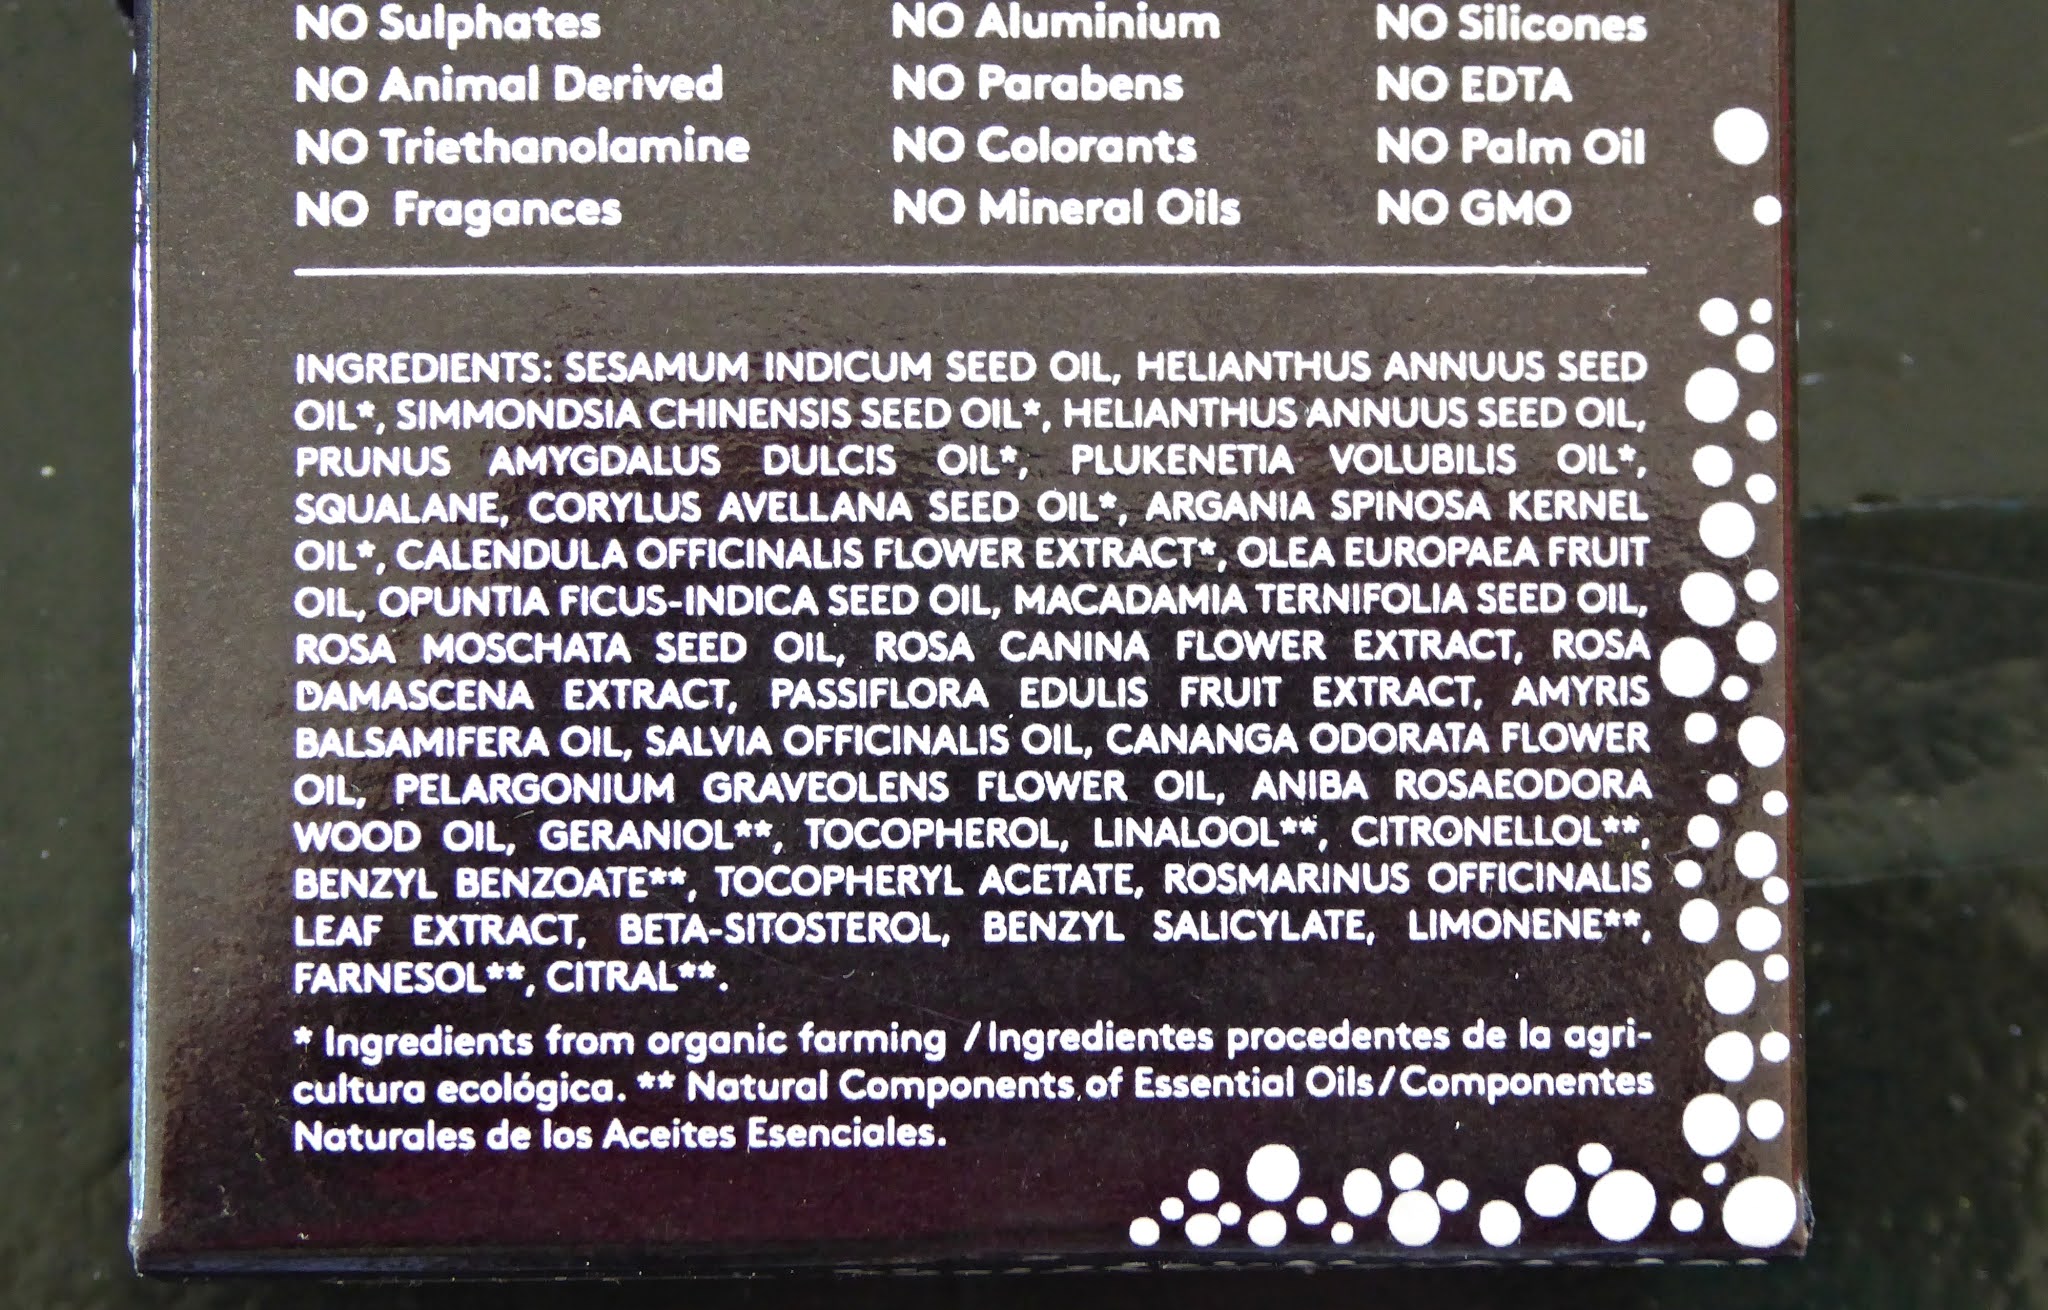 NO Sulphates NO Aluminium NO Silicones
NO Animal Derived NO Parabens NO EDTA
NO Triethanolamine NO Colorants NO Palm Oil
NO Fragances NO Mineral Oils NO GMO
INGREDIENTS: SESAMUM INDICUM SEED OIL, HELIANTHUS ANNUUS SEED
OIL*, SIMMONDSIA CHINENSIS SEED OIL*, HELIANTHUS ANNUUS SEED OIL,
PRUNUS AMYGDALUS DULCIS OIL*, PLUKENETIA VOLUBILIS OIL*,
SQUALANE, CORYLUS AVELLANA SEED OIL*, ARGANIA SPINOSA KERNEL
OIL*, CALENDULA OFFICINALIS FLOWER EXTRACT*, OLEA EUROPAEA FRUIT
OIL, OPUNTIA FICUS-INDICA SEED OIL, MACADAMIA TERNIFOLIA SEED OIL,
ROSA MOSCHATA SEED OIL, ROSA CANINA FLOWER EXTRACT, ROSA
DAMASCENA EXTRACT, PASSIFLORA EDULIS FRUIT EXTRACT, AMYRIS
BALSAMIFERA OIL, SALVIA OFFICINALIS OIL, CANANGA ODORATA FLOWER
OIL, PELARGONIUM GRAVEOLENS FLOWER OIL, ANIBA ROSAEODORA
WOOD OIL, GERANIOL**, TOCOPHEROL, LINALOOL**, CITRONELLOL**,
BENZYL BENZOATE**, TOCOPHERYL ACETATE, ROSMARINUS OFFICINALIS
LEAF EXTRACT, BETA-SITOSTEROL, BENZYL SALICYLATE, LIMONENE**,
FARNESOL**, CITRAL**.
* Ingredients from organic farming / Ingredientes procedentes de la agri-
cultura ecológica. ** Natural Components of Essential Oils/Componentes
Naturales de los Aceites Esenciales.